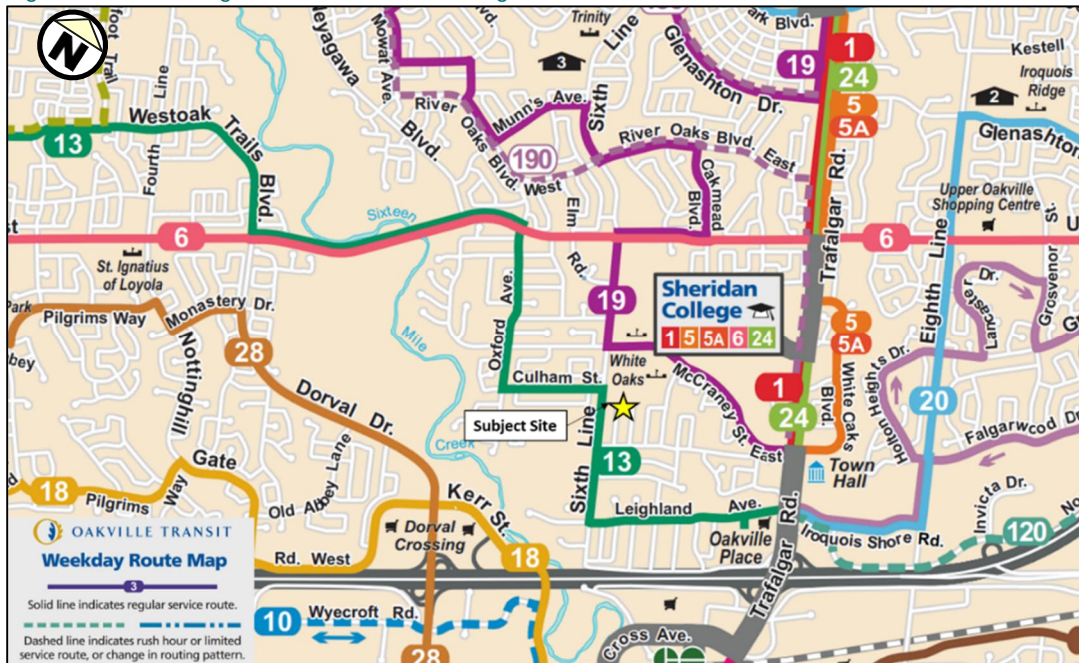 N
foot Trail
Line
Fourth
Westoak
Trails
Blvd.
13
Neyagawa
Blvd.
Mowat Ave.
River
Oaks
Blvd.
West
Munn's Ave.
190
Trinity
3
Line
Sixth
River Oaks Blvd.
East
Glenashton Dr.
Park Blvd.
19
1
24
5
5A
Trafalgar Rd.
Kestell
Iroquois
Ridge
2
Glenashton
Upper Oakville
Shopping Centre
Oakmead
Blvd.
Elm
Rd.
Sixteen
6
6
St. Ignatius
of Loyola
Park
Pilgrims Way
Monastery Dr.
Nottinghill
28
Dorval Dr.
Mile
Creek
Oxford Ave.
19
Sheridan
College
1 5 5A 6 24
White
Oaks
McCraney St. East
Culham St.
Subject Site
Sixth Line
13
Leighland Ave.
Oakville
Place
1
24
5
5A
White Oaks
Blvd.
Town
Hall
Holton Heights Dr.
Eighth Line
20
Lancaster
Dr.
Grosvenor
St.
Falgarwood Dr.
Invicta Dr.
120
Iroquois Shore Rd.
Trafalgar Rd.
Cross Ave.
Gate
Way
18
Pilgrims
Old Abbey Lane
Kerr St.
Dorval
Crossing
18
Rd. West
10
Wyecroft Rd.
28
OAKVILLE TRANSIT
Weekday Route Map
3
Solid line indicates regular service route.
Dashed line indicates rush hour or limited
service route, or change in routing pattern.